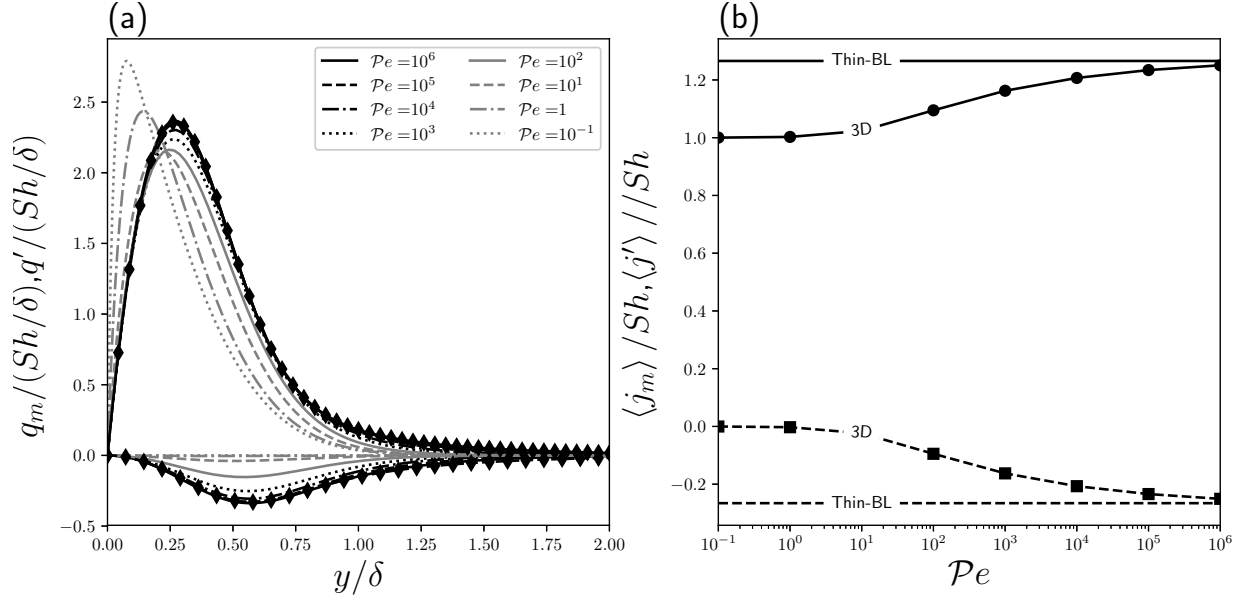 (a)
q_m/(Sh/δ),q'/(Sh/δ)
2.5
2.0
1.5
1.0
0.5
0.0
−0.5
Pe = 10^6
Pe = 10^5
Pe = 10^4
Pe = 10^3
Pe = 10^2
Pe = 10^1
Pe = 1
Pe = 10^{-1}
0.00 0.25 0.50 0.75 1.00 1.25 1.50 1.75 2.00
y/δ
(b)
⟨j_m⟩/Sh,⟨j'⟩//Sh
1.2
1.0
0.8
0.6
0.4
0.2
0.0
−0.2
Thin-BL
3D
3D
Thin-BL
10^{-1} 10^0 10^1 10^2 10^3 10^4 10^5 10^6
Pe